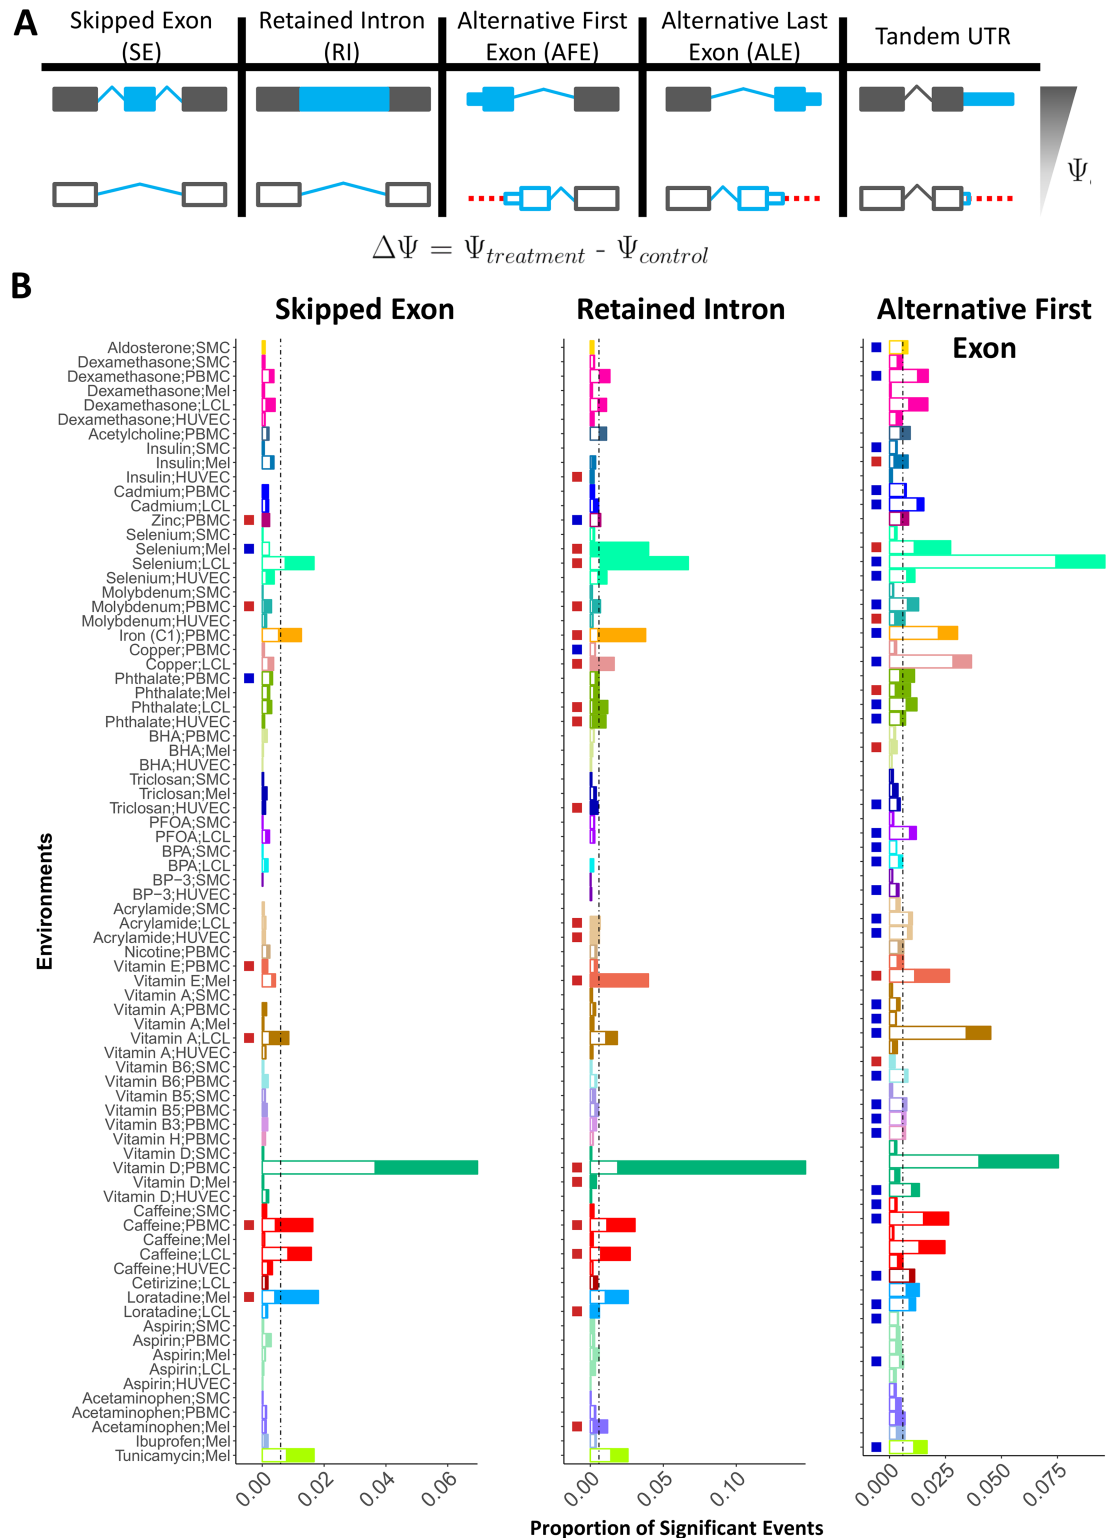 A
Skipped Exon
(SE)
Retained Intron
(RI)
Alternative First
Exon (AFE)
Alternative Last
Exon (ALE)
Tandem UTR
Ψ
ΔΨ = Ψtreatment - Ψcontrol
B
Skipped Exon
Retained Intron
Alternative First
Exon
Environments
Aldosterone;SMC
Dexamethasone;SMC
Dexamethasone;PBMC
Dexamethasone;Mel
Dexamethasone;LCL
Dexamethasone;HUVEC
Acetylcholine;PBMC
Insulin;SMC
Insulin;Mel
Insulin;HUVEC
Cadmium;PBMC
Cadmium;LCL
Zinc;PBMC
Selenium;SMC
Selenium;Mel
Selenium;LCL
Selenium;HUVEC
Molybdenum;SMC
Molybdenum;PBMC
Molybdenum;HUVEC
Iron (C1);PBMC
Copper;PBMC
Copper;LCL
Phthalate;PBMC
Phthalate;Mel
Phthalate;LCL
Phthalate;HUVEC
BHA;PBMC
BHA;Mel
BHA;HUVEC
Triclosan;SMC
Triclosan;Mel
Triclosan;HUVEC
PFOA;SMC
PFOA;LCL
BPA;SMC
BPA;LCL
BP−3;SMC
BP−3;HUVEC
Acrylamide;SMC
Acrylamide;LCL
Acrylamide;HUVEC
Nicotine;PBMC
Vitamin E;PBMC
Vitamin E;Mel
Vitamin A;SMC
Vitamin A;PBMC
Vitamin A;Mel
Vitamin A;LCL
Vitamin A;HUVEC
Vitamin B6;SMC
Vitamin B6;PBMC
Vitamin B5;SMC
Vitamin B5;PBMC
Vitamin B3;PBMC
Vitamin H;PBMC
Vitamin D;SMC
Vitamin D;PBMC
Vitamin D;Mel
Vitamin D;HUVEC
Caffeine;SMC
Caffeine;PBMC
Caffeine;Mel
Caffeine;LCL
Caffeine;HUVEC
Cetirizine;LCL
Loratadine;Mel
Loratadine;LCL
Aspirin;SMC
Aspirin;PBMC
Aspirin;Mel
Aspirin;LCL
Aspirin;HUVEC
Acetaminophen;SMC
Acetaminophen;PBMC
Acetaminophen;Mel
Ibuprofen;Mel
Tunicamycin;Mel
0.00 0.02 0.04 0.06
0.00 0.05 0.10
0.000 0.025 0.050 0.075
Proportion of Significant Events